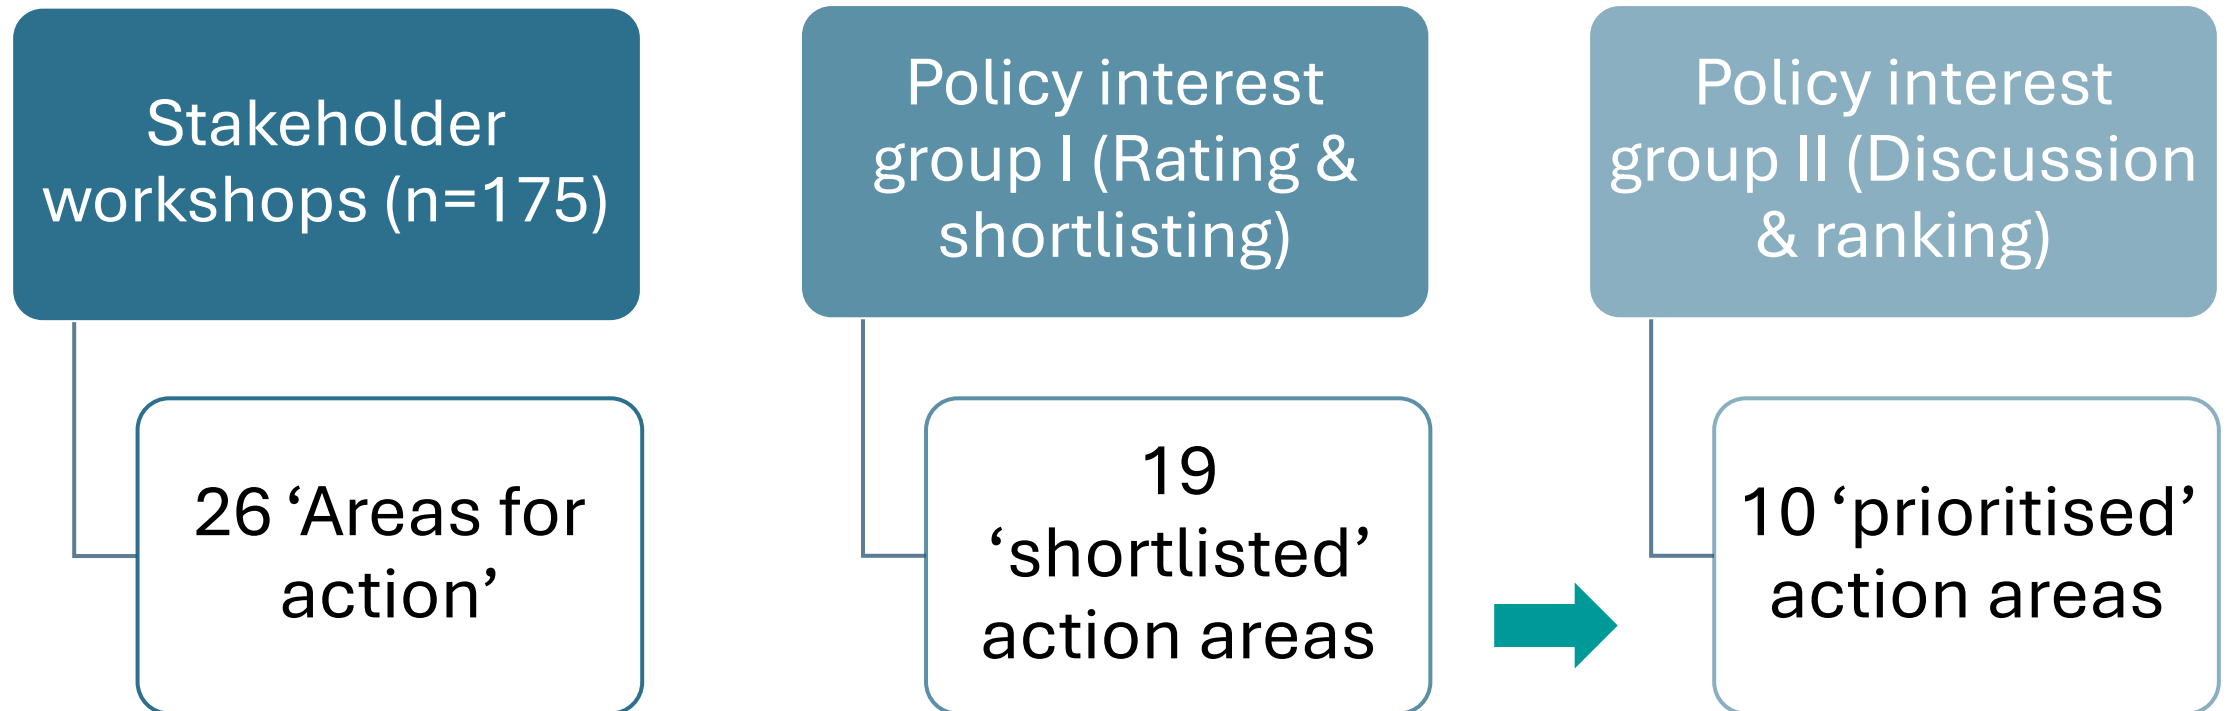 Stakeholder
workshops (n=175)
26 ‘Areas for
action’
Policy interest
group I (Rating &
shortlisting)
19
‘shortlisted’
action areas
Policy interest
group II (Discussion
& ranking)
10 ‘prioritised’
action areas